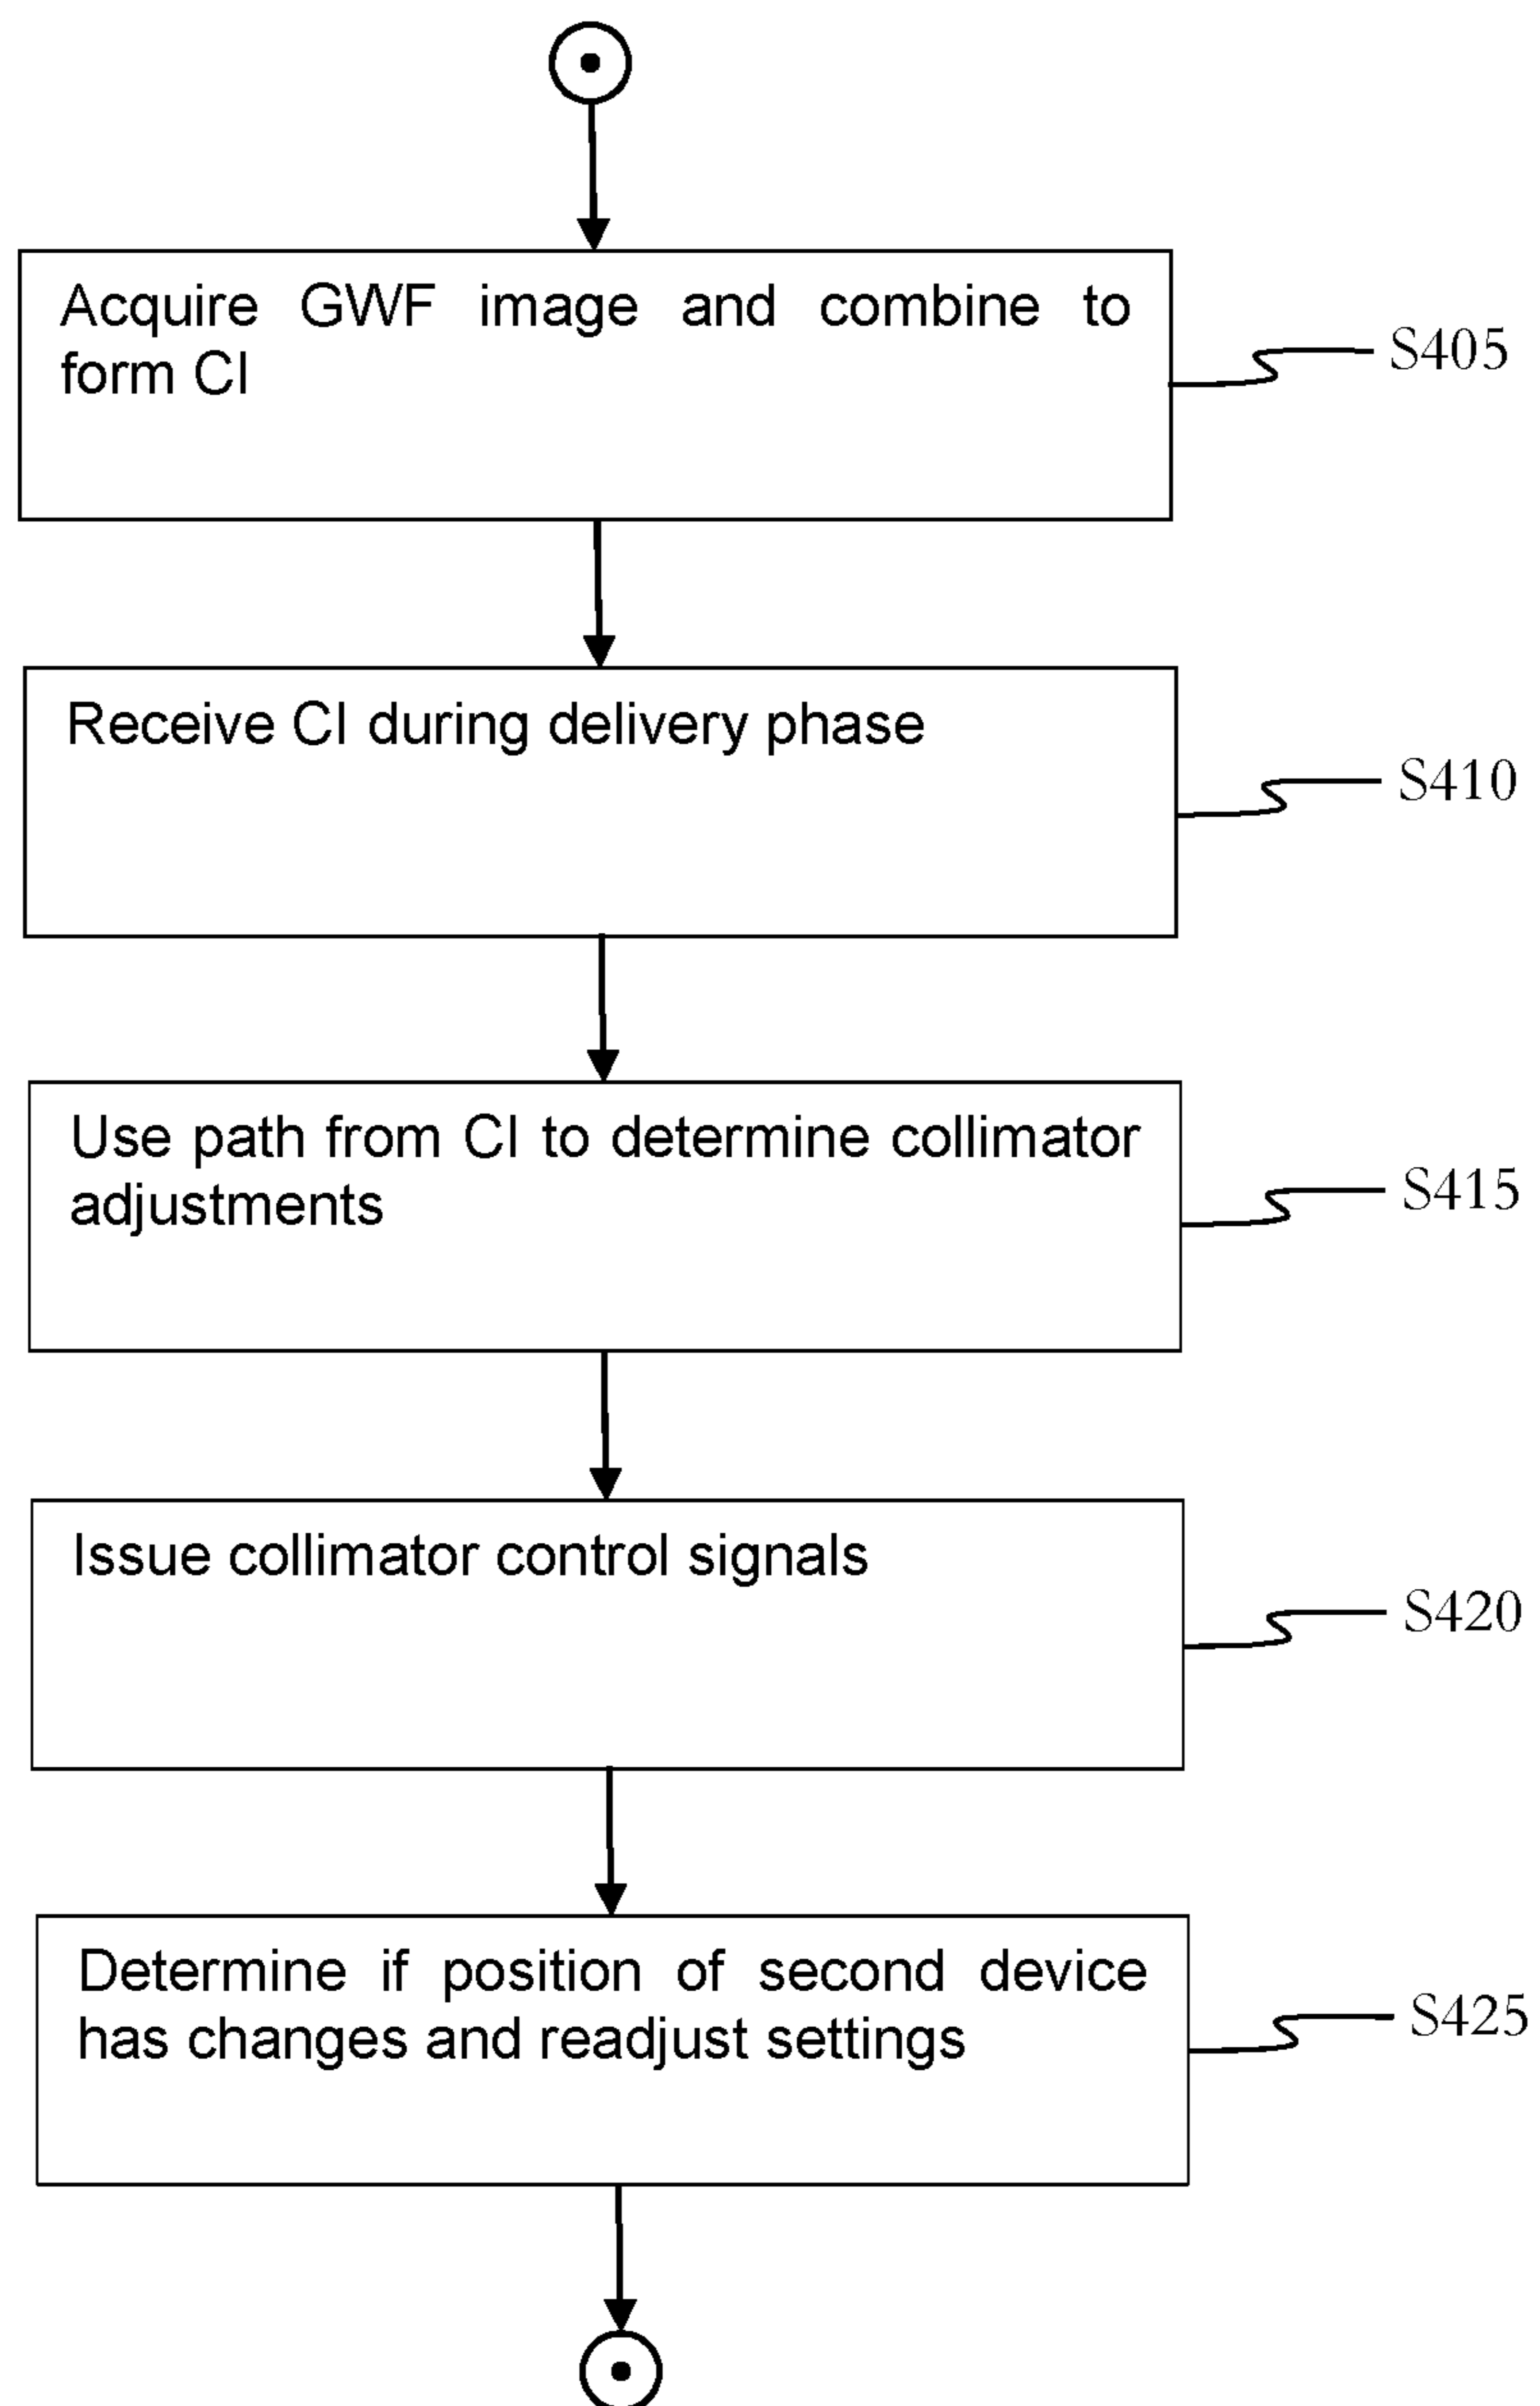 Acquire GWF image and combine to
form CI
S405
Receive CI during delivery phase
S410
Use path from CI to determine collimator
adjustments
S415
Issue collimator control signals
S420
Determine if position of second device
has changes and readjust settings
S425